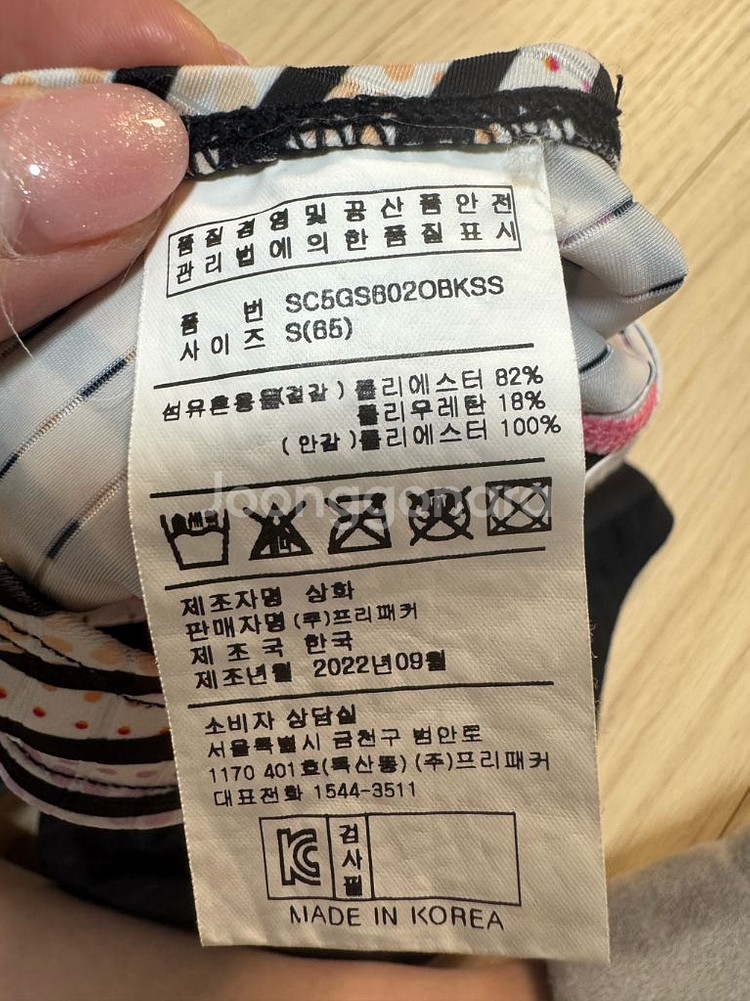 품질경영및공산품안전
관리법에의한품질표시
품 번 SC5GS602OBKSS
사이즈 S(65)
섬유혼용율(겉감) 폴리에스터 82%
폴리우레탄 18%
(안감)폴리에스터 100%
Joonggonara
제조자명 상화
판매자명 (주)프리패커
제조국 한국
제조년월 2022년09월
소비자 상담실
서울특별시 금천구 범안로
1170 401호(독산동) (주)프리패커
대표전화 1544-3511
KC 검사필
MADE IN KOREA